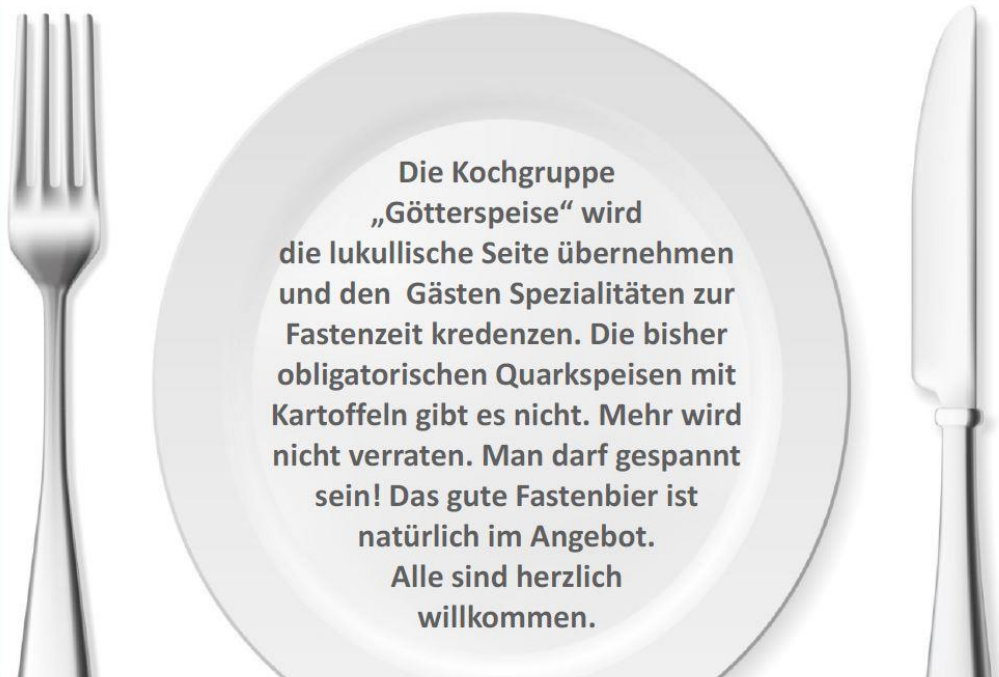 Die Kochgruppe
„Götterspeise“ wird
die lukullische Seite übernehmen
und den  Gästen Spezialitäten zur
Fastenzeit kredenzen. Die bisher
obligatorischen Quarkspeisen mit
Kartoffeln gibt es nicht. Mehr wird
nicht verraten. Man darf gespannt
sein! Das gute Fastenbier ist
natürlich im Angebot.
Alle sind herzlich
willkommen.